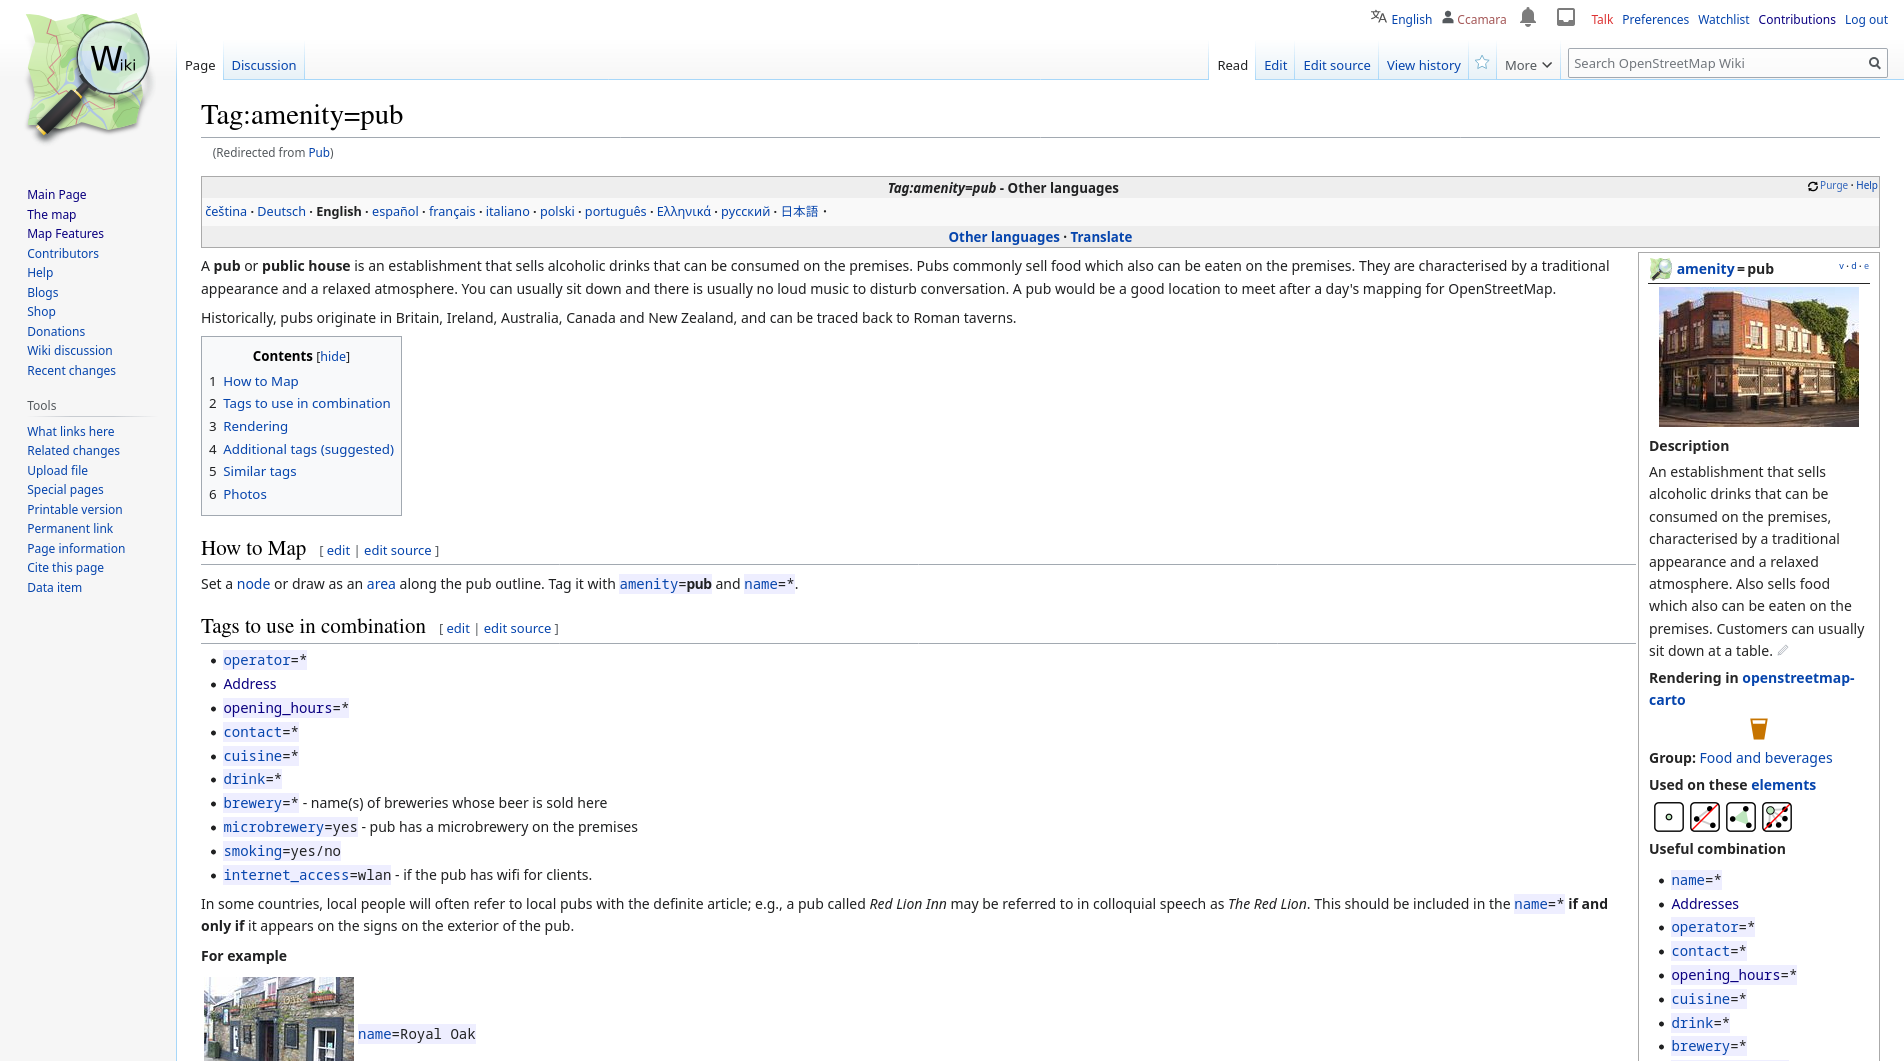 Wiki
English Ccamara Talk Preferences Watchlist Contributions Log out
Page Discussion Read Edit Edit source View history More Search OpenStreetMap Wiki
Main Page
The map
Map Features
Contributors
Help
Blogs
Shop
Donations
Wiki discussion
Recent changes
Tools
What links here
Related changes
Upload file
Special pages
Printable version
Permanent link
Page information
Cite this page
Data item
Tag:amenity=pub
(Redirected from Pub)
Tag:amenity=pub - Other languages Purge · Help
čeština · Deutsch · English · español · français · italiano · polski · português · Ελληνικά · русский · 日本語 ·
Other languages · Translate
A pub or public house is an establishment that sells alcoholic drinks that can be consumed on the premises. Pubs commonly sell food which also can be eaten on the premises. They are characterised by a traditional
appearance and a relaxed atmosphere. You can usually sit down and there is usually no loud music to disturb conversation. A pub would be a good location to meet after a day's mapping for OpenStreetMap.
Historically, pubs originate in Britain, Ireland, Australia, Canada and New Zealand, and can be traced back to Roman taverns.
Contents [hide]
1 How to Map
2 Tags to use in combination
3 Rendering
4 Additional tags (suggested)
5 Similar tags
6 Photos
How to Map [ edit | edit source ]
Set a node or draw as an area along the pub outline. Tag it with amenity=pub and name=*.
Tags to use in combination [ edit | edit source ]
• operator=*
• Address
• opening_hours=*
• contact=*
• cuisine=*
• drink=*
• brewery=* - name(s) of breweries whose beer is sold here
• microbrewery=yes - pub has a microbrewery on the premises
• smoking=yes/no
• internet_access=wlan - if the pub has wifi for clients.
In some countries, local people will often refer to local pubs with the definite article; e.g., a pub called Red Lion Inn may be referred to in colloquial speech as The Red Lion. This should be included in the name=* if and
only if it appears on the signs on the exterior of the pub.
For example
name=Royal Oak
amenity = pub v · d · e
Description
An establishment that sells
alcoholic drinks that can be
consumed on the premises,
characterised by a traditional
appearance and a relaxed
atmosphere. Also sells food
which also can be eaten on the
premises. Customers can usually
sit down at a table.
Rendering in openstreetmap-
carto
Group: Food and beverages
Used on these elements
Useful combination
• name=*
• Addresses
• operator=*
• contact=*
• opening_hours=*
• cuisine=*
• drink=*
• brewery=*